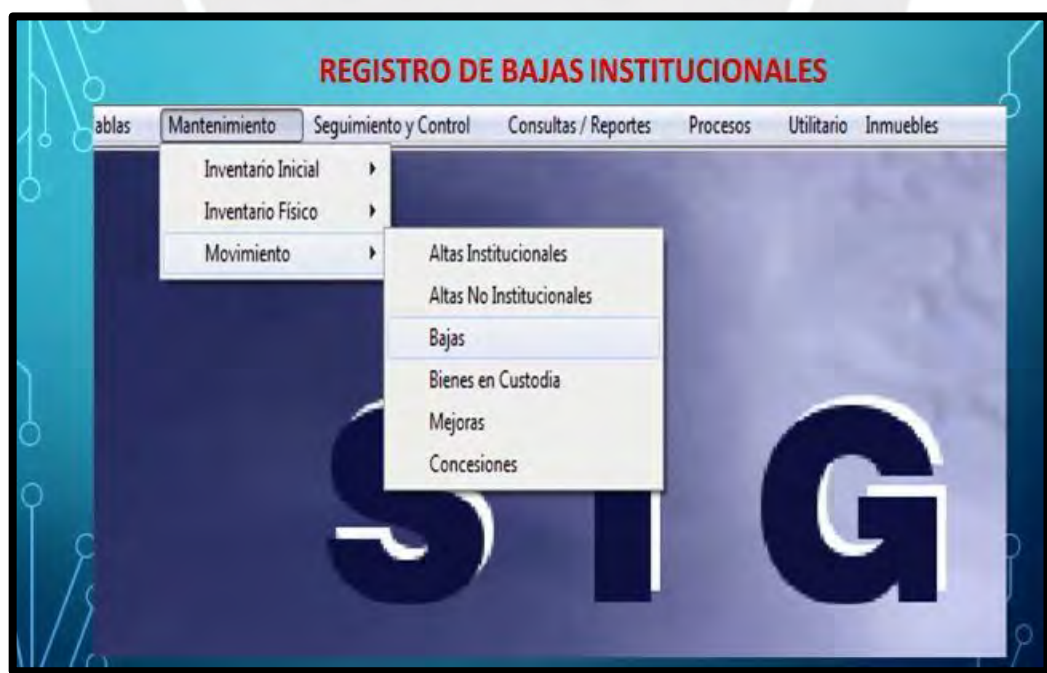 REGISTRO DE BAJAS INSTITUCIONALES
ablas Mantenimiento Seguimiento y Control Consultas / Reportes Procesos Utilitario Inmuebles
Inventario Inicial
Inventario Físico
Movimiento
Altas Institucionales
Altas No Institucionales
Bajas
Bienes en Custodia
Mejoras
Concesiones
S I G